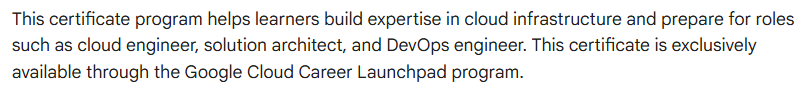 This certificate program helps learners build expertise in cloud infrastructure and prepare for roles
such as cloud engineer, solution architect, and DevOps engineer. This certificate is exclusively
available through the Google Cloud Career Launchpad program.